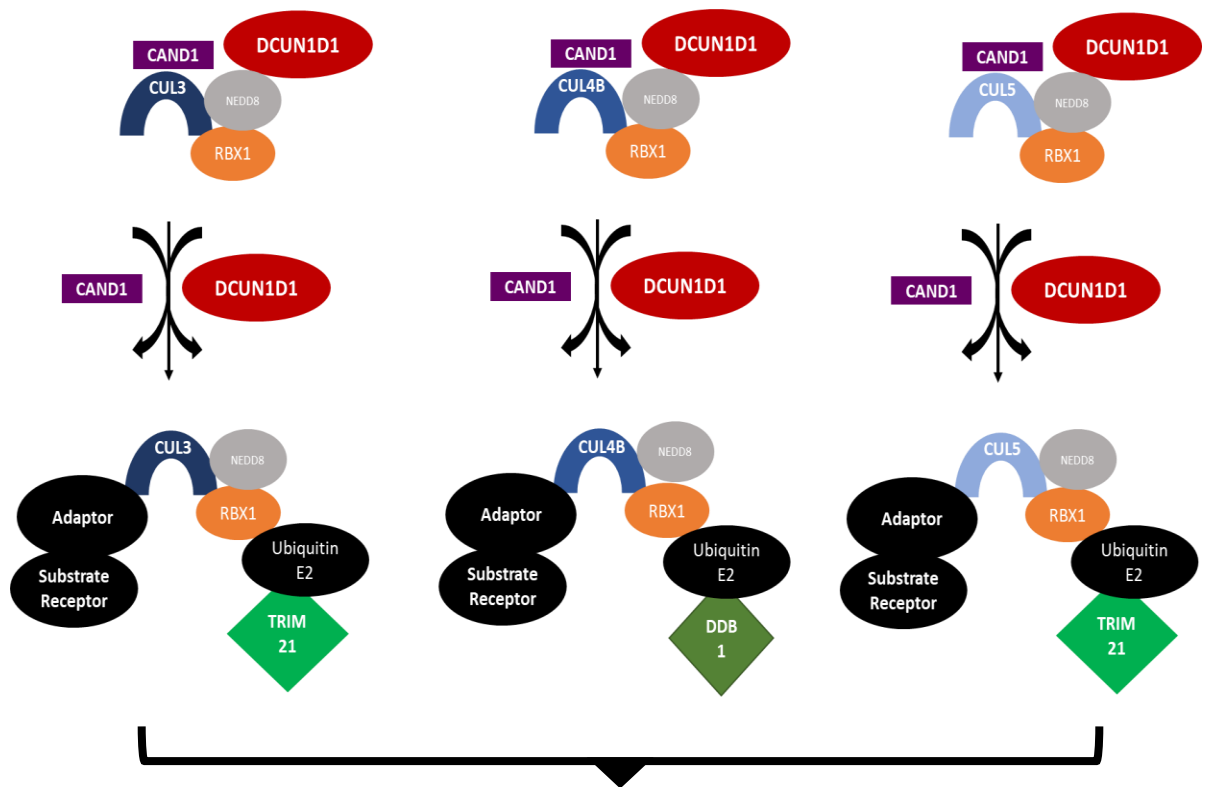 DCUN1D1
CAND1
CUL3
NEDD8
RBX1
DCUN1D1
CAND1
CUL4B
NEDD8
RBX1
DCUN1D1
CAND1
CUL5
NEDD8
RBX1
CAND1
DCUN1D1
CAND1
DCUN1D1
CAND1
DCUN1D1
CUL3
NEDD8
RBX1
Adaptor
Substrate
Receptor
Ubiquitin
E2
TRIM
21
CUL4B
NEDD8
RBX1
Adaptor
Substrate
Receptor
Ubiquitin
E2
DDB
1
CUL5
NEDD8
RBX1
Adaptor
Substrate
Receptor
Ubiquitin
E2
TRIM
21